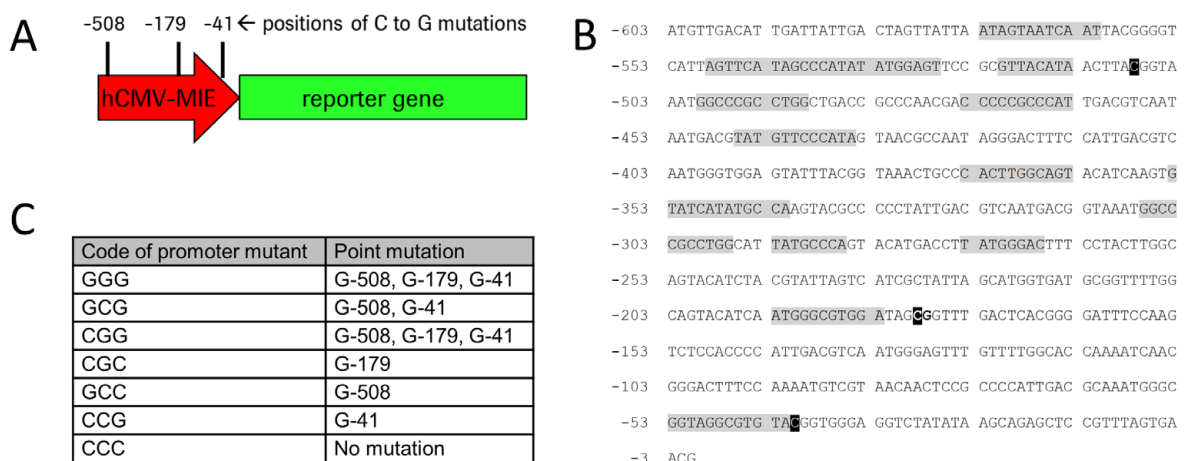 A
-508 -179 -41 ← positions of C to G mutations
hCMV-MIE reporter gene
B
-603 ATGTTGACAT TGATTATTGA CTAGTTATTA ATAGTAATCA ATTACGGGGT
-553 CATTAGTTCA TAGCCCATAT ATGGAGTTCC GCGTTACATA ACTTACGGTA
-503 AATGGCCCGC CTGGCTGACC GCCCAACGAC CCCCGCCCAT TGACGTCAAT
-453 AATGACGTAT GTTCCCATAG TAACGCCAAT AGGGACTTTC CATTGACGTC
-403 AATGGGTGGA GTATTTACGG TAAACTGCCC CACTTGGCAGT ACATCAAGTG
-353 TATCATATGC CAAGTACGCC CCCTATTGAC GTCAATGACG GTAAATGGCC
-303 CGCCTGGCAT TATGCCCAGT ACATGACCTT ATGGGACTTT CCTACTTGGC
-253 AGTACATCTA CGTATTAGTC ATCGCTATTA GCATGGTGAT GCGGTTTTGG
-203 CAGTACATCA ATGGGCGTGG ATAGCGGTTT GACTCACGGG GATTTCCAAG
-153 TCTCCACCCC ATTGACGTCA ATGGGAGTTT GTTTTGGCAC CAAAATCAAC
-103 GGGACTTTCC AAAATGTCGT AACAACTCCG CCCCATTGAC GCAAATGGGC
-53 GGTAGGCGTG TACGGTGGGA GGTCTATATA AGCAGAGCTC CGTTTAGTGA
-3 ACG
C
Code of promoter mutant Point mutation
GGG G-508, G-179, G-41
GCG G-508, G-41
CGG G-508, G-179, G-41
CGC G-179
GCC G-508
CCG G-41
CCC No mutation